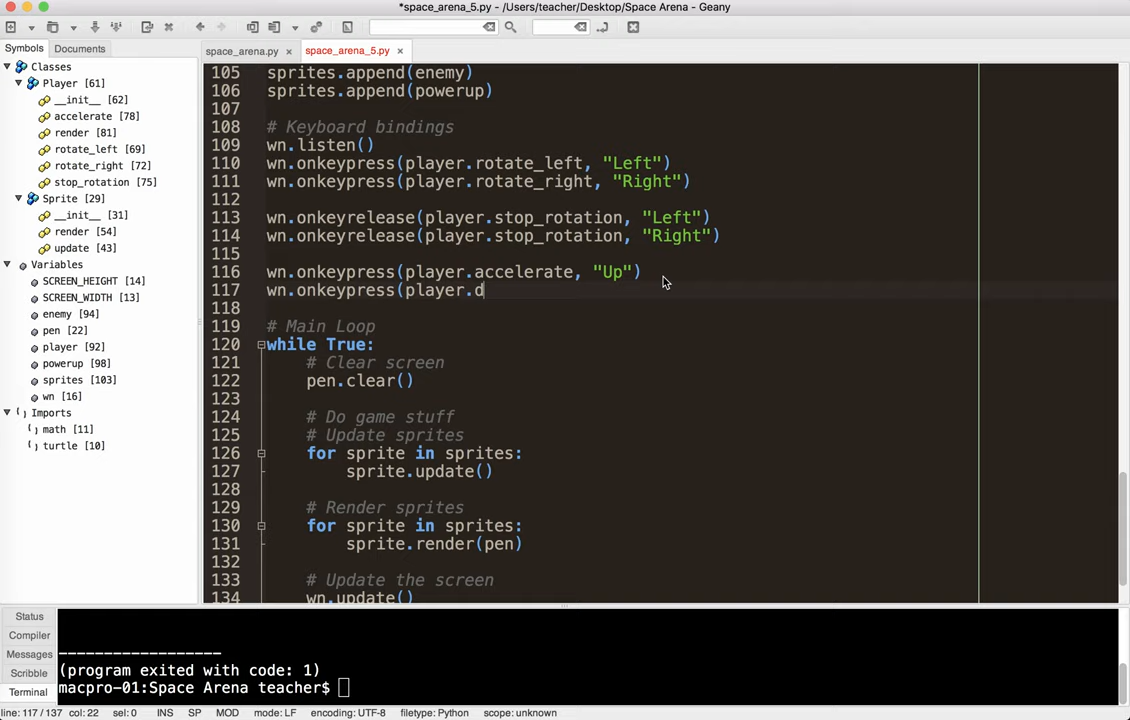 *space_arena_5.py - /Users/teacher/Desktop/Space Arena - Geany
Symbols Documents
space_arena.py × space_arena_5.py ×
Classes
Player [61]
__init__ [62]
accelerate [78]
render [81]
rotate_left [69]
rotate_right [72]
stop_rotation [75]
Sprite [29]
__init__ [31]
render [54]
update [43]
Variables
SCREEN_HEIGHT [14]
SCREEN_WIDTH [13]
enemy [94]
pen [22]
player [92]
powerup [98]
sprites [103]
wn [16]
Imports
math [11]
turtle [10]
105 sprites.append(enemy)
106 sprites.append(powerup)
107
108 # Keyboard bindings
109 wn.listen()
110 wn.onkeypress(player.rotate_left, "Left")
111 wn.onkeypress(player.rotate_right, "Right")
112
113 wn.onkeyrelease(player.stop_rotation, "Left")
114 wn.onkeyrelease(player.stop_rotation, "Right")
115
116 wn.onkeypress(player.accelerate, "Up")
117 wn.onkeypress(player.d
118
119 # Main Loop
120 while True:
121     # Clear screen
122     pen.clear()
123
124     # Do game stuff
125     # Update sprites
126     for sprite in sprites:
127         sprite.update()
128
129     # Render sprites
130     for sprite in sprites:
131         sprite.render(pen)
132
133     # Update the screen
134     wn.update()
Status
Compiler
Messages
Scribble
Terminal
------------------
(program exited with code: 1)
macpro-01:Space Arena teacher$
line: 117 / 137 col: 22 sel: 0 INS SP MOD mode: LF encoding: UTF-8 filetype: Python scope: unknown